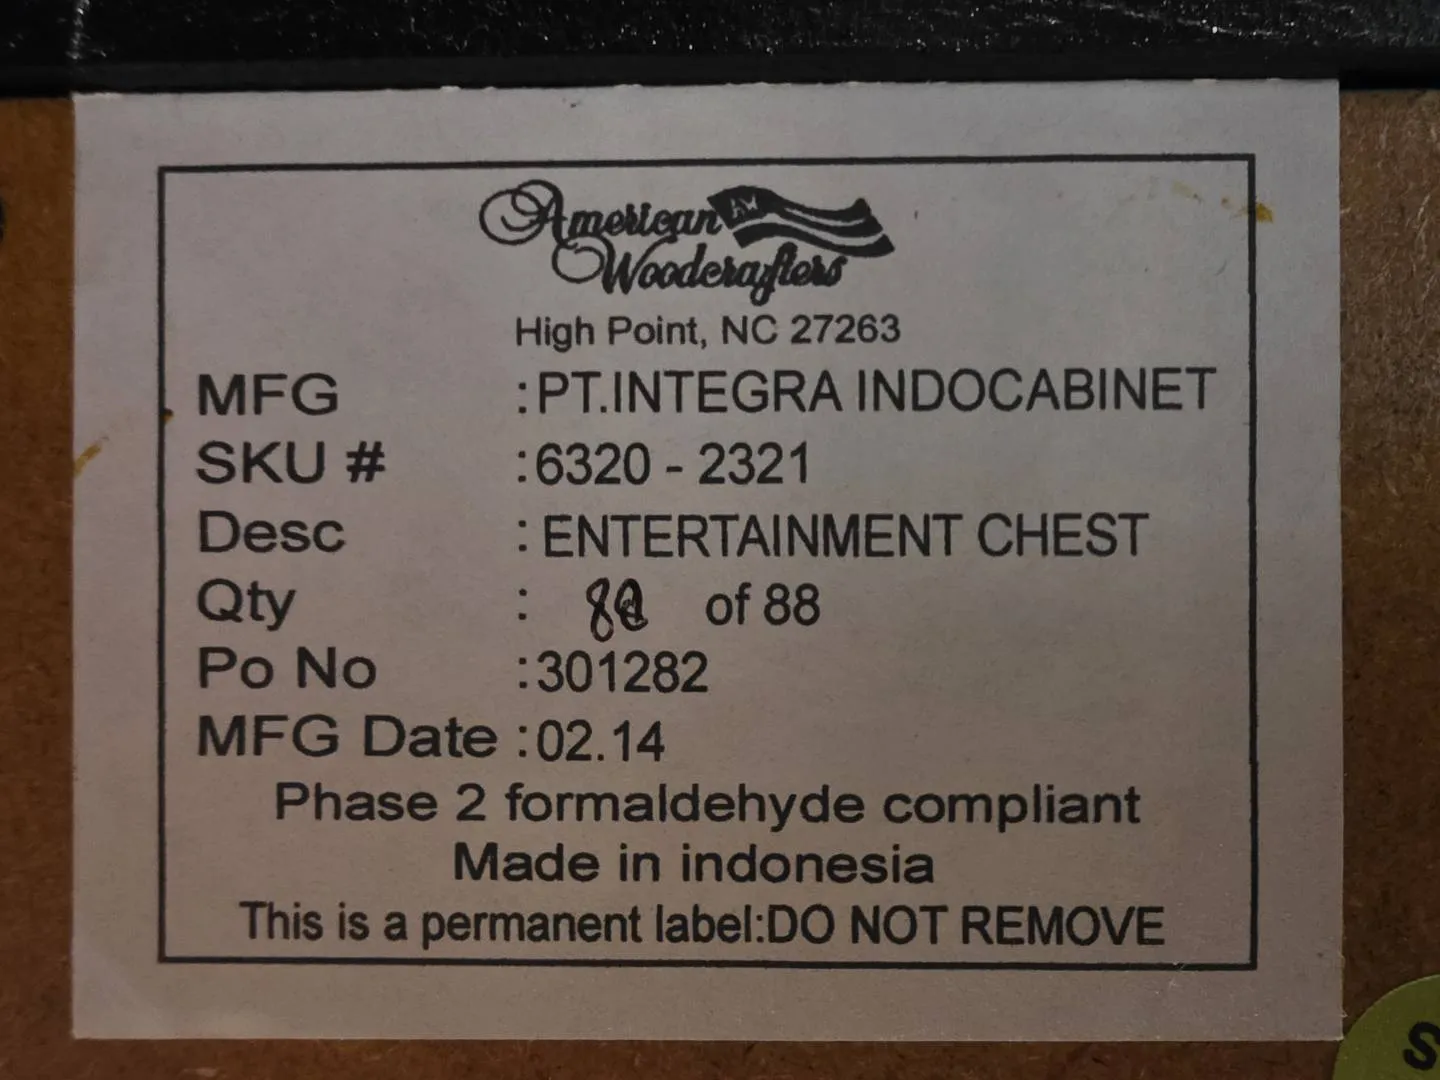 American
AW
Woodcrafters
High Point, NC 27263
MFG :PT.INTEGRA INDOCABINET
SKU # :6320 - 2321
Desc : ENTERTAINMENT CHEST
Qty : of 88
Po No :301282
MFG Date :02.14
Phase 2 formaldehyde compliant
Made in indonesia
This is a permanent label:DO NOT REMOVE
S